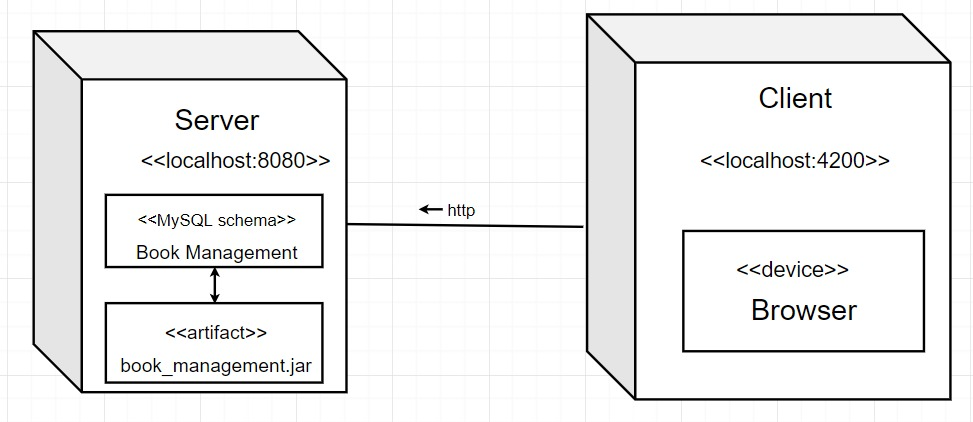 Server
<<localhost:8080>>
<<MySQL schema>>
Book Management
<<artifact>>
book_management.jar
http
Client
<<localhost:4200>>
<<device>>
Browser